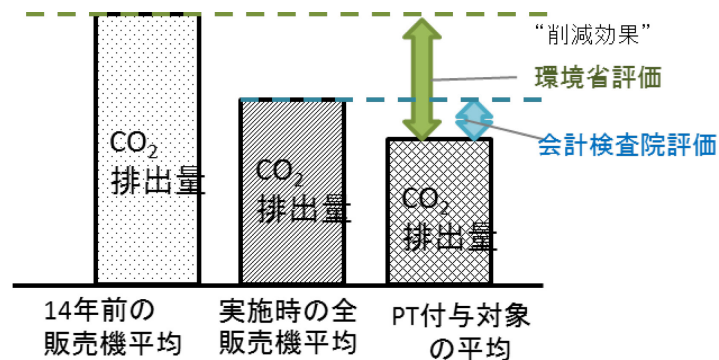 “削減効果”
環境省評価
会計検査院評価
CO2
排出量
CO2
排出量
CO2
排出量
14年前の
販売機平均
実施時の全
販売機平均
PT付与対象
の平均